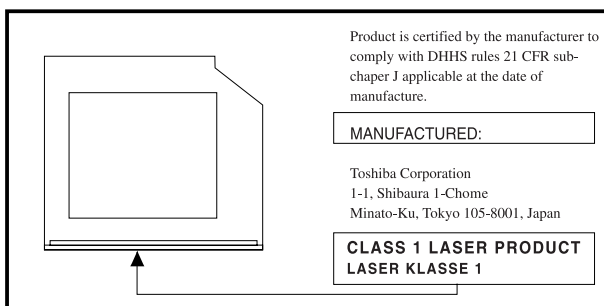 Product is certified by the manufacturer to
comply with DHHS rules 21 CFR sub-
chaper J applicable at the date of
manufacture.
MANUFACTURED:
Toshiba Corporation
1-1, Shibaura 1-Chome
Minato-Ku, Tokyo 105-8001, Japan
CLASS 1 LASER PRODUCT
LASER KLASSE 1